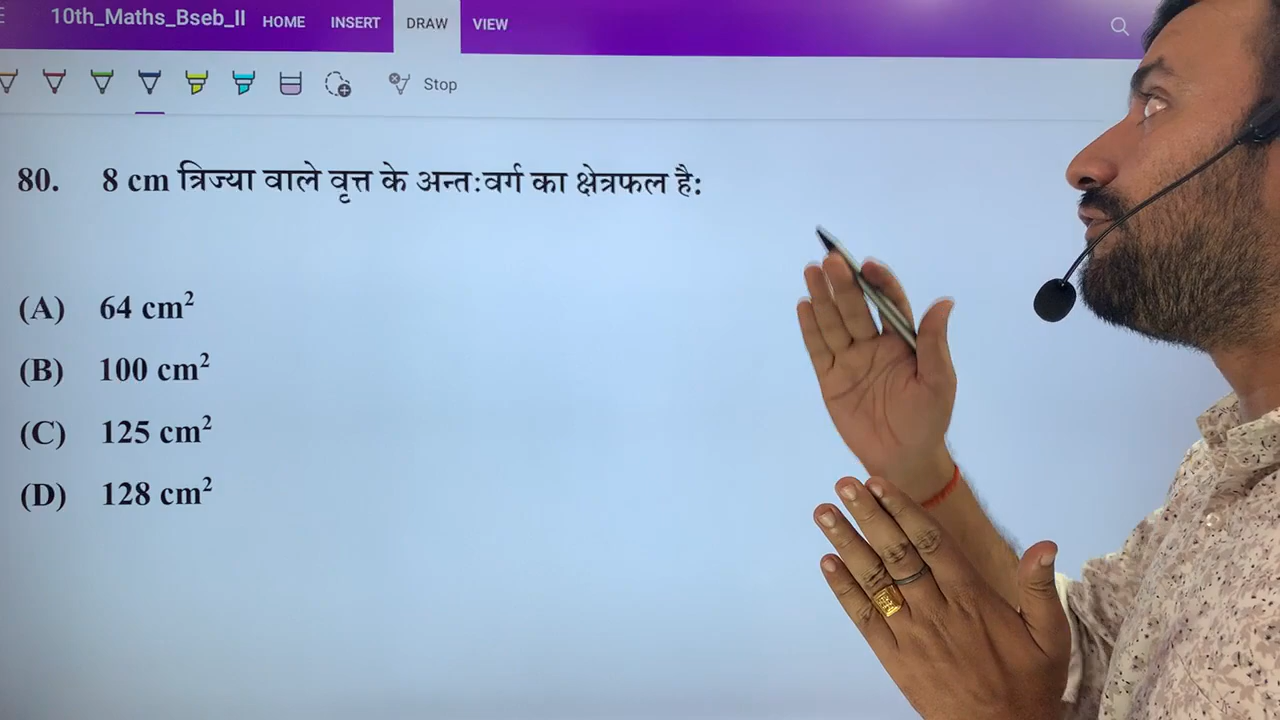 10th_Maths_Bseb_II HOME INSERT DRAW VIEW
Stop
80. 8 cm त्रिज्या वाले वृत्त के अन्तःवर्ग का क्षेत्रफल है:
(A) 64 cm²
(B) 100 cm²
(C) 125 cm²
(D) 128 cm²